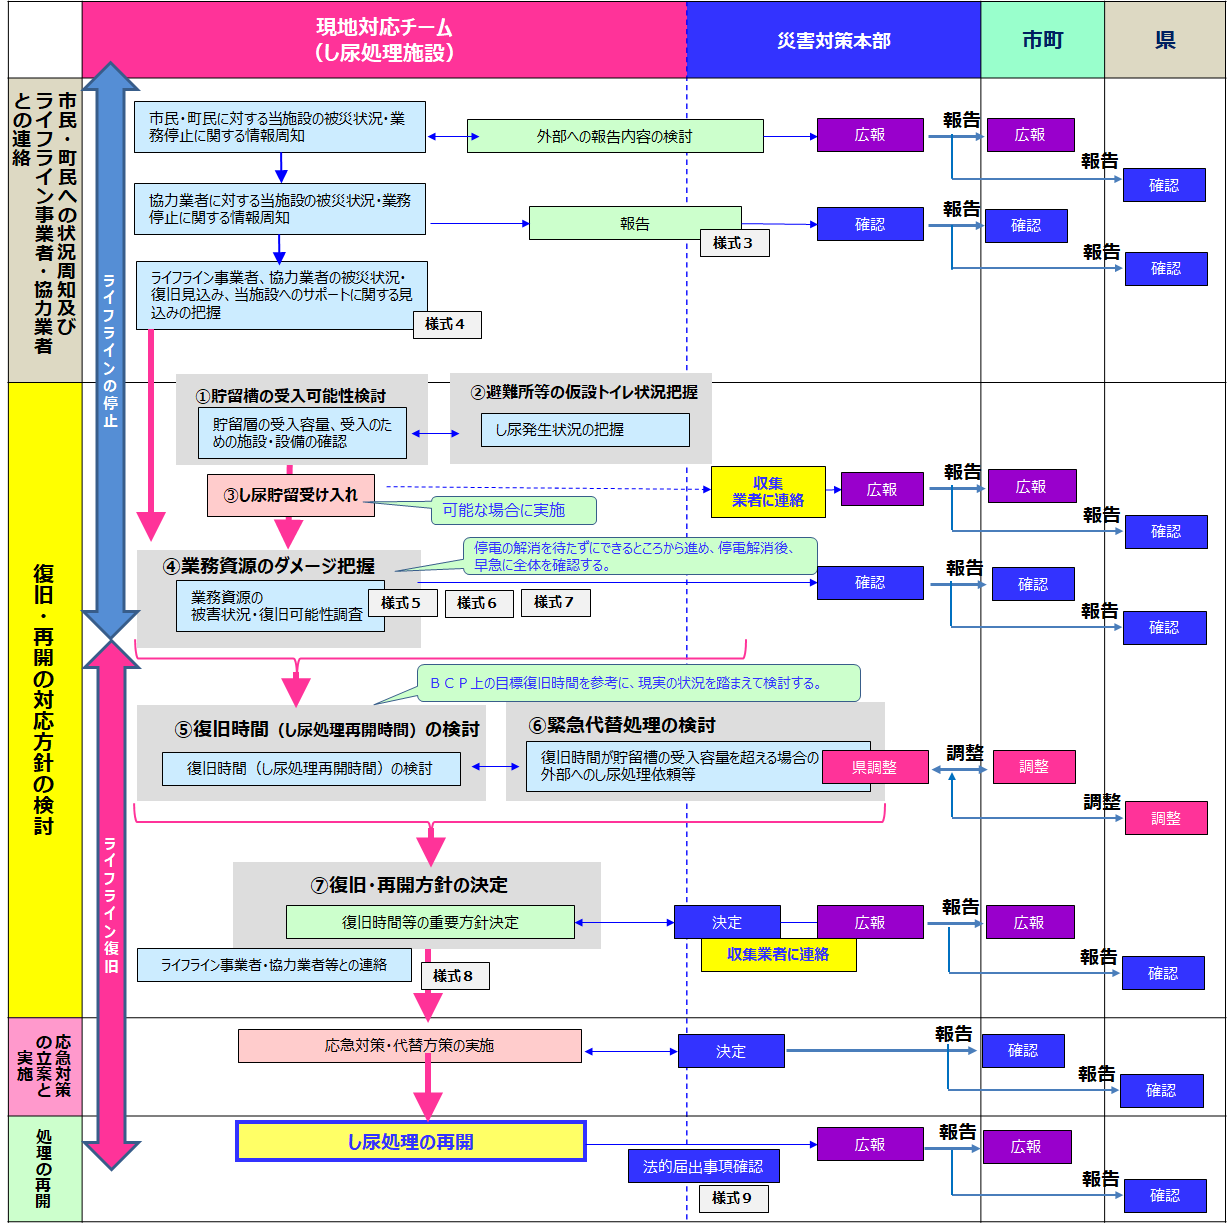 現地対応チーム
（し尿処理施設）
災害対策本部
市町
県
市民・町民への状況周知及び
ライフライン事業者・協力業者
との連絡
ライフラインの停止
市民・町民に対する当施設の被災状況・業
務停止に関する情報周知
外部への報告内容の検討
広報
報告
広報
報告
確認
協力業者に対する当施設の被災状況・業務
停止に関する情報周知
報告
様式３
確認
報告
確認
報告
確認
ライフライン事業者、協力業者の被災状況・
復旧見込み、当施設へのサポートに関する見
込みの把握
様式４
復旧・再開の対応方針の検討
①貯留槽の受入可能性検討
貯留層の受入容量、受入のた
めの施設・設備の確認
②避難所等の仮設トイレ状況把握
し尿発生状況の把握
③し尿貯留受け入れ
可能な場合に実施
収集
業者に連絡
広報
報告
広報
報告
確認
④業務資源のダメージ把握
停電の解消を待たずにできるところから進め、停電解消後、
早急に全体を確認する。
業務資源の
被害状況・復旧可能性調査
様式５
様式６
様式７
確認
報告
確認
報告
確認
ライフライン復旧
ＢＣＰ上の目標復旧時間を参考に、現実の状況を踏まえて検討する。
⑤復旧時間（し尿処理再開時間）の検討
復旧時間（し尿処理再開時間）の検討
⑥緊急代替処理の検討
復旧時間が貯留槽の受入容量を超える場合の
外部へのし尿処理依頼等
県調整
調整
調整
調整
調整
⑦復旧・再開方針の決定
復旧時間等の重要方針決定
決定
広報
収集業者に連絡
報告
広報
報告
確認
ライフライン事業者・協力業者等との連絡
様式８
応急対策
の立案と
実施
応急対策・代替方策の実施
決定
報告
確認
報告
確認
処理の再開
し尿処理の再開
法的届出事項確認
様式９
広報
報告
広報
報告
確認